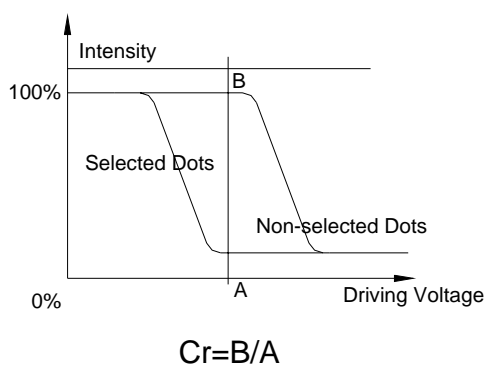 Intensity
B
100%
Selected Dots
Non-selected Dots
A
0%
Driving Voltage
Cr=B/A